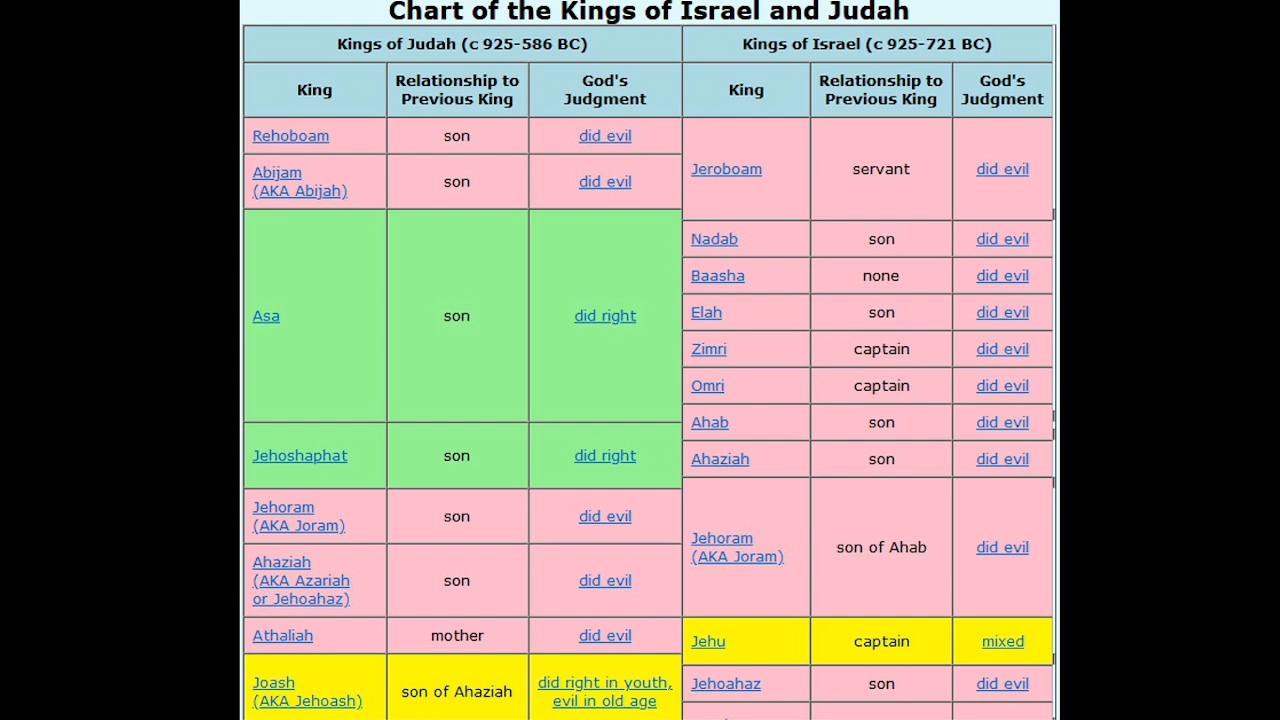 Chart of the Kings of Israel and Judah
Kings of Judah (c 925-586 BC)
Kings of Israel (c 925-721 BC)
King
Relationship to
Previous King
God's
Judgment
King
Relationship to
Previous King
God's
Judgment
Rehoboam
son
did evil
Abijam
(AKA Abijah)
son
did evil
Asa
son
did right
Jehoshaphat
son
did right
Jehoram
(AKA Joram)
son
did evil
Ahaziah
(AKA Azariah
or Jehoahaz)
son
did evil
Athaliah
mother
did evil
Joash
(AKA Jehoash)
son of Ahaziah
did right in youth,
evil in old age
Jeroboam
servant
did evil
Nadab
son
did evil
Baasha
none
did evil
Elah
son
did evil
Zimri
captain
did evil
Omri
captain
did evil
Ahab
son
did evil
Ahaziah
son
did evil
Jehoram
(AKA Joram)
son of Ahab
did evil
Jehu
captain
mixed
Jehoahaz
son
did evil